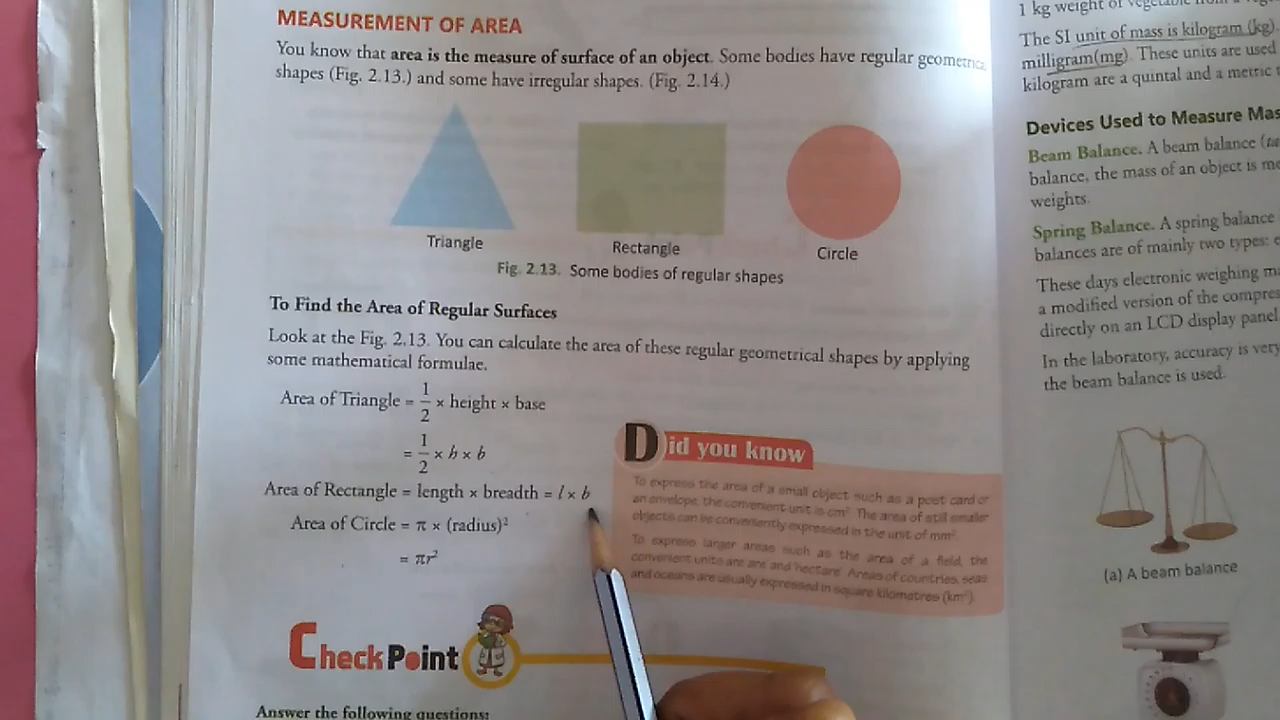 MEASUREMENT OF AREA
You know that area is the measure of surface of an object. Some bodies have regular geometrica
shapes (Fig. 2.13.) and some have irregular shapes. (Fig. 2.14.)
Triangle
Rectangle
Circle
Fig. 2.13. Some bodies of regular shapes
To Find the Area of Regular Surfaces
Look at the Fig. 2.13. You can calculate the area of these regular geometrical shapes by applying
some mathematical formulae.
Area of Triangle = 1/2 × height × base
= 1/2 × h × b
Area of Rectangle = length × breadth = l × b
Area of Circle = π × (radius)²
= πr²
Did you know
To express the area of a small object such as a post card or
an envelope, the convenient unit is cm². The area of still smaller
objects can be conveniently expressed in the unit of mm².
To express larger areas such as the area of a field, the
convenient units are are and 'hectare'. Areas of countries, seas
and oceans are usually expressed in square kilometres (km²).
CheckPoint
Answer the following questions:
1 kg weight of vegetable from a
The SI unit of mass is kilogram (kg).
milligram(mg). These units are used
kilogram are a quintal and a metric
Devices Used to Measure Mas
Beam Balance. A beam balance (ta
balance, the mass of an object is me
weights.
Spring Balance. A spring balance
balances are of mainly two types:
These days electronic weighing ma
a modified version of the compres
directly on an LCD display panel
In the laboratory, accuracy is very
the beam balance is used.
(a) A beam balance